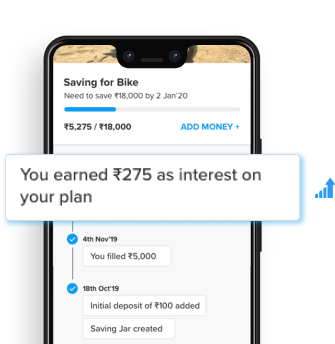 Saving for Bike
Need to save ₹18,000 by 2 Jan'20
₹5,275 / ₹18,000 ADD MONEY +
You earned ₹275 as interest on
your plan
4th Nov'19
You filled ₹5,000
18th Oct'19
Initial deposit of ₹100 added
Saving Jar created